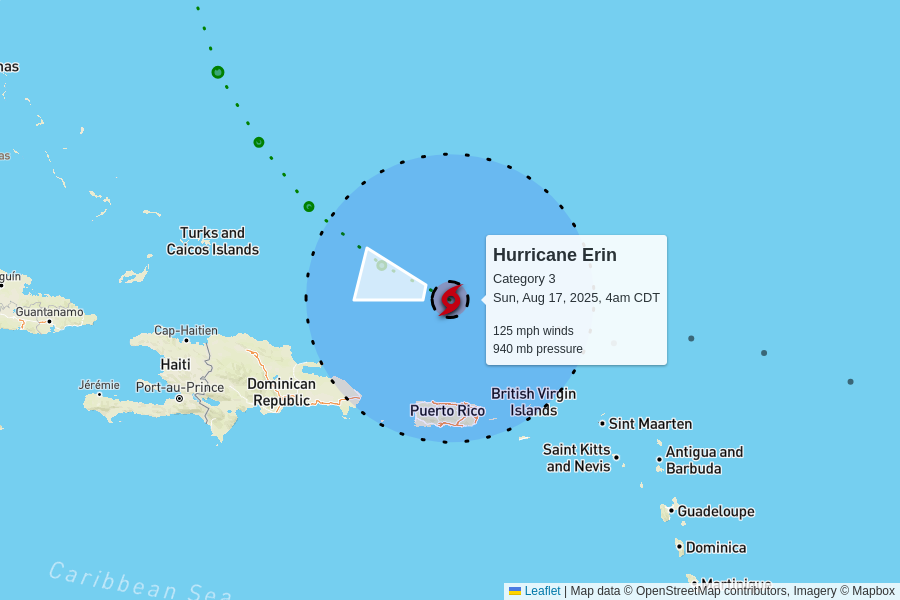 nas
as
Turks and
Caicos Islands
Hurricane Erin
Category 3
Sun, Aug 17, 2025, 4am CDT
125 mph winds
940 mb pressure
guín
Guantanamo
Cap-Haitien
Haiti
Jérémie
Port-au-Prince
Dominican
Republic
Puerto Rico
British Virgin
Islands
Sint Maarten
Saint Kitts
and Nevis
Antigua and
Barbuda
Guadeloupe
Dominica
Martinique
Caribbean Sea
Leaflet | Map data © OpenStreetMap contributors, Imagery © Mapbox